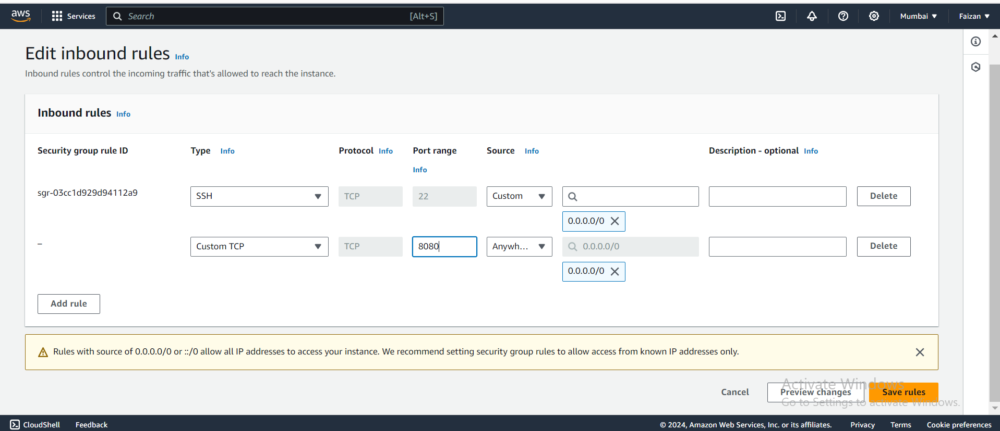 aws Services Search [Alt+S] Mumbai Faizan
Edit inbound rules Info
Inbound rules control the incoming traffic that's allowed to reach the instance.
Inbound rules Info
Security group rule ID Type Info Protocol Info Port range Source Info Description - optional Info
Info
sgr-03cc1d929d94112a9 SSH TCP 22 Custom Delete
0.0.0.0/0
– Custom TCP TCP 8080 Anywh... 0.0.0.0/0 Delete
0.0.0.0/0
Add rule
Rules with source of 0.0.0.0/0 or ::/0 allow all IP addresses to access your instance. We recommend setting security group rules to allow access from known IP addresses only.
Activate Windows
Cancel Preview changes Save rules
Go to Settings to activate Windows.
CloudShell Feedback © 2024, Amazon Web Services, Inc. or its affiliates. Privacy Terms Cookie preferences